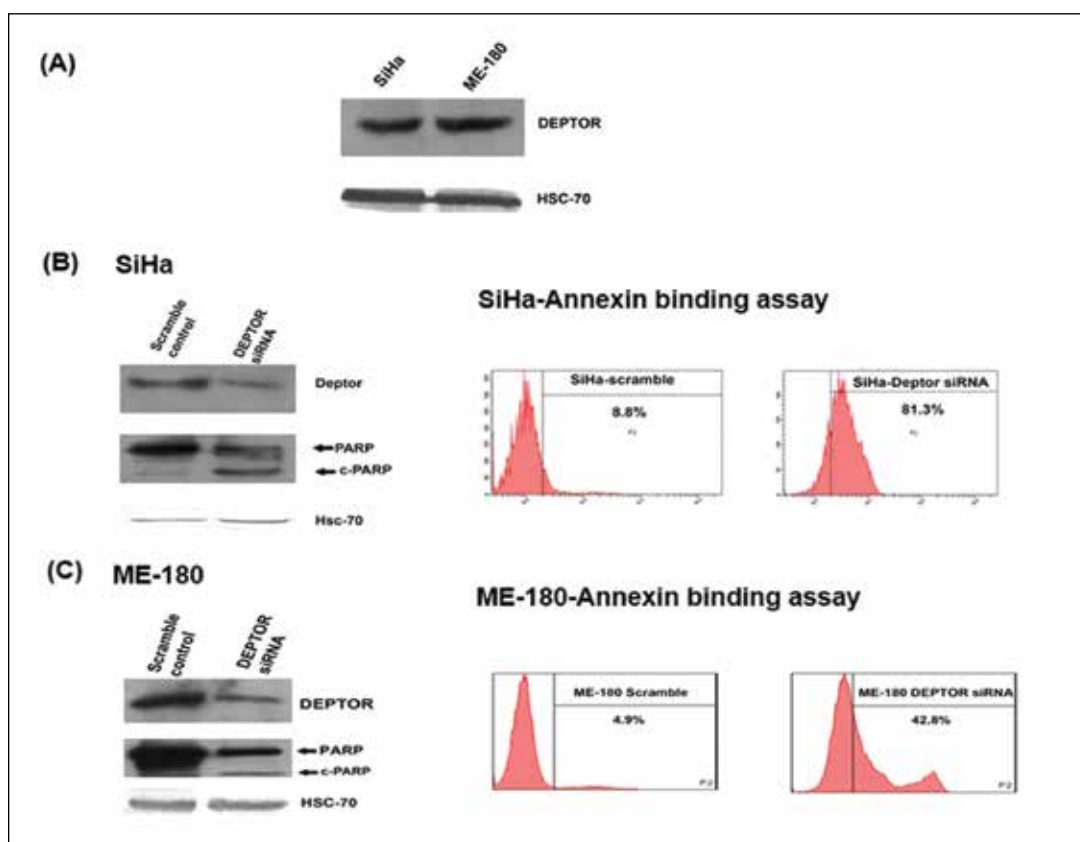 (A)
SiHa
ME-180
DEPTOR
HSC-70
(B) SiHa
Scramble
control
DEPTOR
siRNA
Deptor
PARP
c-PARP
Hsc-70
SiHa-Annexin binding assay
SiHa-scramble
8.8%
SiHa-Deptor siRNA
81.3%
(C) ME-180
Scramble
control
DEPTOR
siRNA
DEPTOR
PARP
c-PARP
HSC-70
ME-180-Annexin binding assay
ME-180 Scramble
4.9%
P2
ME-180 DEPTOR siRNA
42.8%
P2